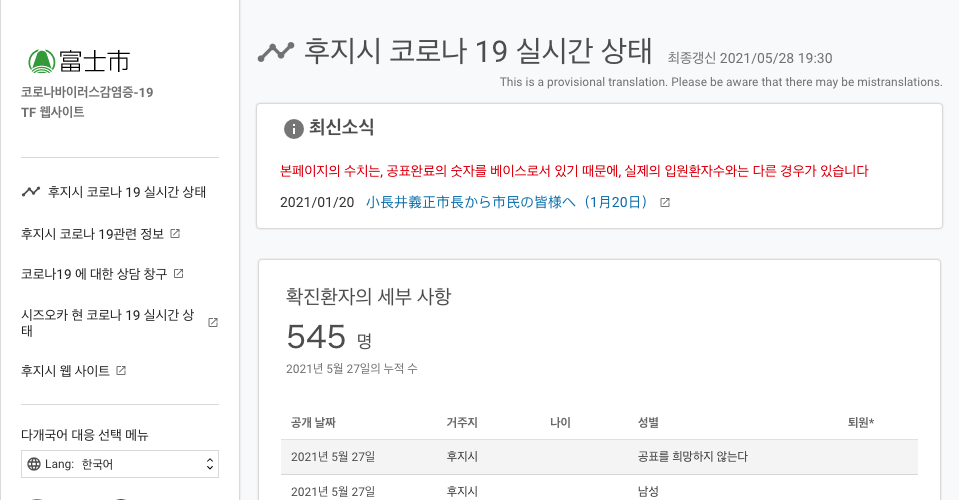 富士市
코로나바이러스감염증-19
TF 웹사이트
후지시 코로나 19 실시간 상태
후지시 코로나 19관련 정보
코로나19 에 대한 상담 창구
시즈오카 현 코로나 19 실시간 상
태
후지시 웹 사이트
다개국어 대응 선택 메뉴
Lang: 한국어
후지시 코로나 19 실시간 상태 최종갱신 2021/05/28 19:30
This is a provisional translation. Please be aware that there may be mistranslations.
최신소식
본페이지의 수치는, 공표완료의 숫자를 베이스로서 있기 때문에, 실제의 입원환자수와는 다른 경우가 있습니다
2021/01/20 小長井義正市長から市民の皆様へ（1月20日）
확진환자의 세부 사항
545 명
2021년 5월 27일의 누적 수
공개 날짜 거주지 나이 성별 퇴원*
2021년 5월 27일 후지시 공표를 희망하지 않는다
2021년 5월 27일 후지시 남성